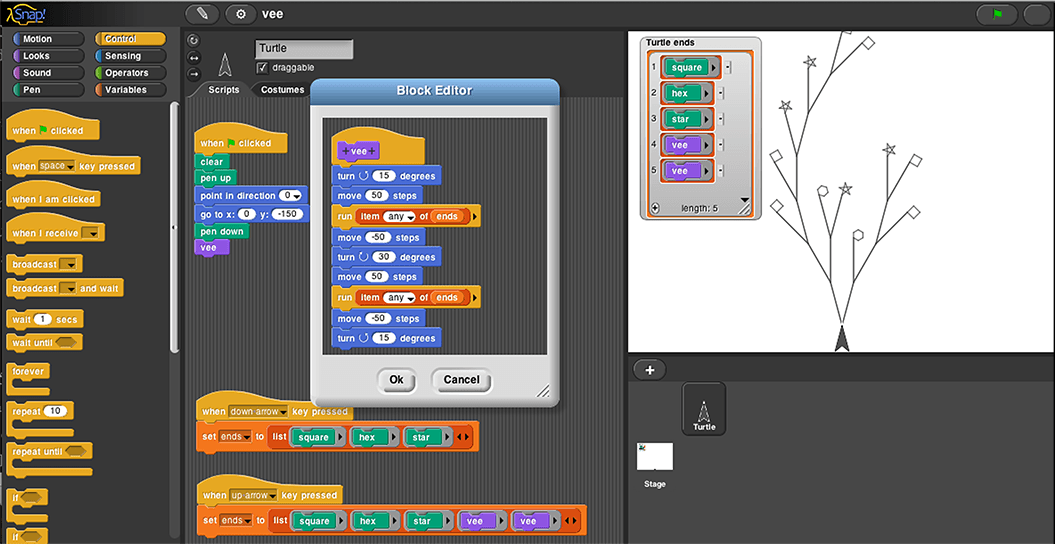 Snap!
vee
Motion Control
Looks Sensing
Sound Operators
Pen Variables
when clicked
when space key pressed
when I am clicked
when I receive
broadcast
broadcast and wait
wait 1 secs
wait until
forever
repeat 10
repeat until
if
if
Turtle
draggable
Scripts Costumes
when clicked
clear
pen up
point in direction 0
go to x: 0 y: -150
pen down
vee
Block Editor
+ vee +
turn 15 degrees
move 50 steps
run item any of ends
move -50 steps
turn 30 degrees
move 50 steps
run item any of ends
move -50 steps
turn 15 degrees
Ok Cancel
when down arrow key pressed
set ends to list square hex star
when up arrow key pressed
set ends to list square hex star vee vee
Turtle ends
1 square
2 hex
3 star
4 vee
5 vee
+ length: 5
+
Turtle
Stage